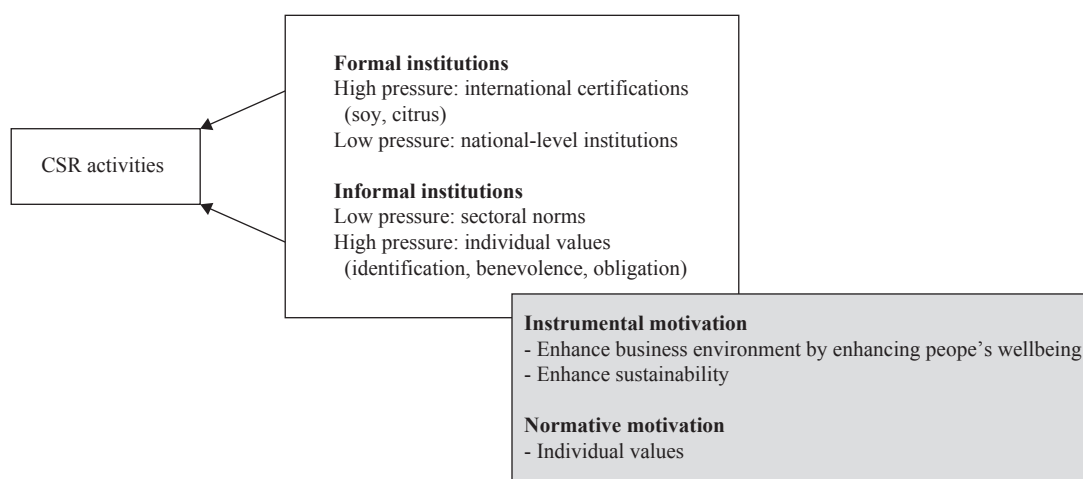 Formal institutions
High pressure: international certifications
(soy, citrus)
Low pressure: national-level institutions
CSR activities
Informal institutions
Low pressure: sectoral norms
High pressure: individual values
(identification, benevolence, obligation)
Instrumental motivation
- Enhance business environment by enhancing peope's wellbeing
- Enhance sustainability
Normative motivation
- Individual values